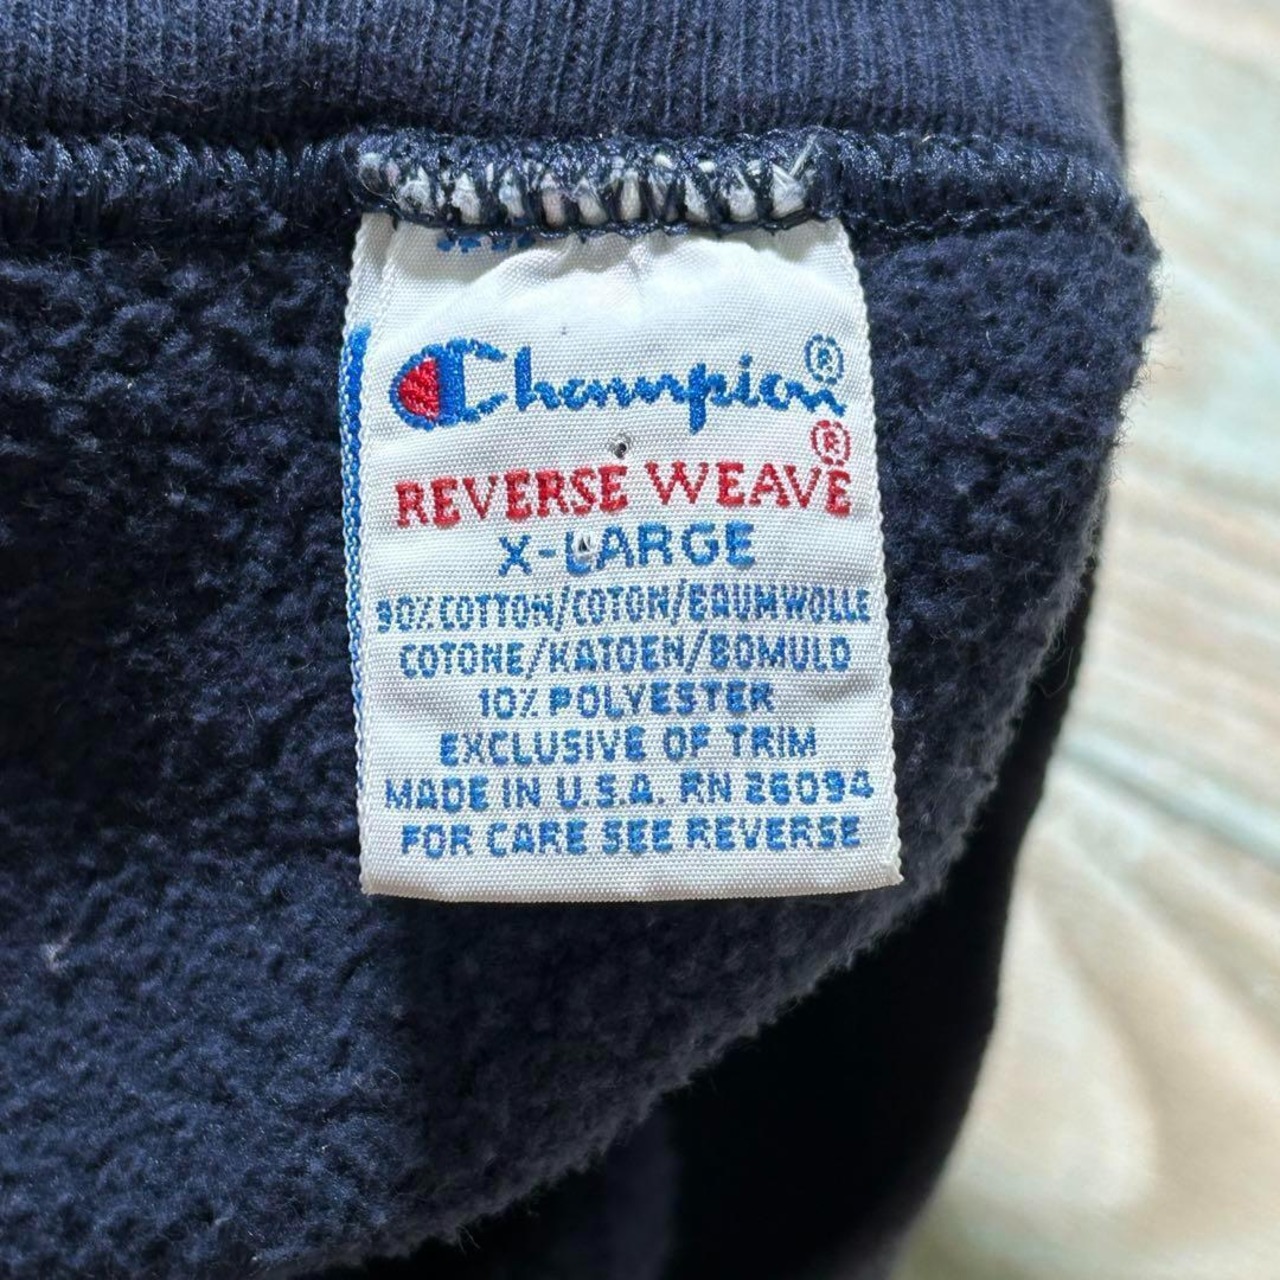 Champion®
REVERSE WEAVE®
X-LARGE
90% COTTON/COTON/BAUMWOLLE
COTONE/KATOEN/BOMULD
10% POLYESTER
EXCLUSIVE OF TRIM
MADE IN U.S.A. RN 26094
FOR CARE SEE REVERSE